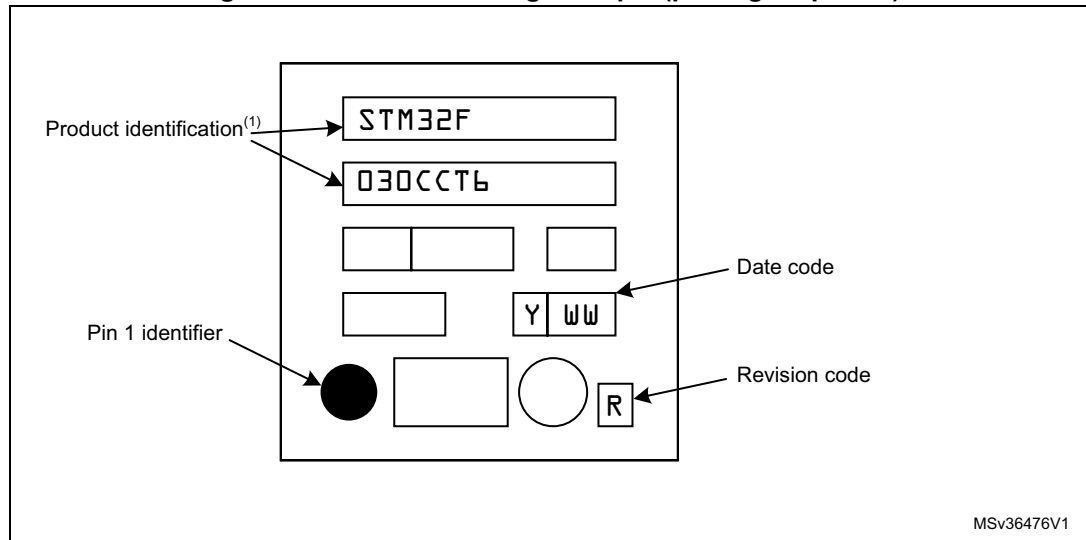 STM32F
Product identification(1)
030CCT6
Date code
Y WW
Pin 1 identifier
Revision code
R
MSv36476V1